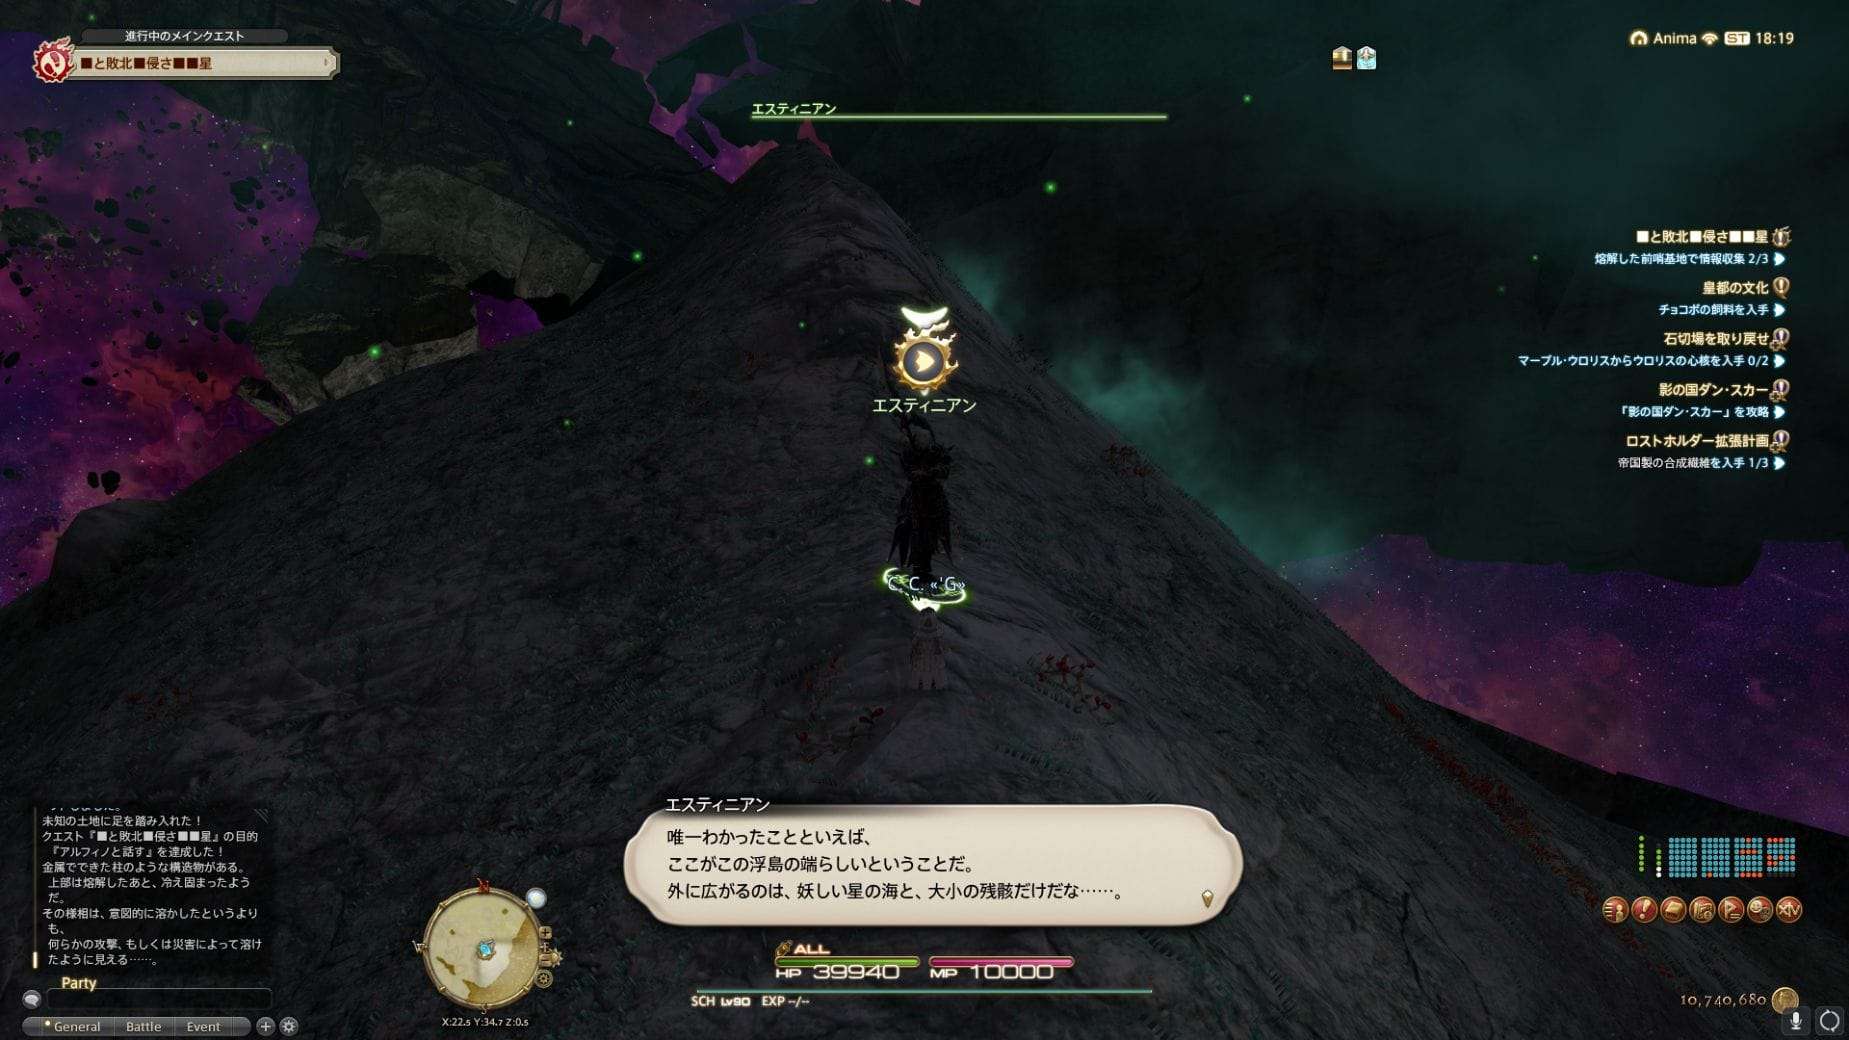 進行中のメインクエスト
■と敗北■侵さ■■星
Anima ST 18:19
エスティニアン
■と敗北■侵さ■■星
熔解した前哨基地で情報収集 2/3
皇都の文化
チョコボの飼料を入手
石切場を取り戻せ
マーブル・ウロリスからウロリスの心核を入手 0/2
影の国ダン・スカー
「影の国ダン・スカー」を攻略
ロストホルダー拡張計画
帝国製の合成繊維を入手 1/3
エスティニアン
C. C. «'G»
エスティニアン
唯一わかったことといえば、
ここがこの浮島の端らしいということだ。
外に広がるのは、妖しい星の海と、大小の残骸だけだな……。
未知の土地に足を踏み入れた！
クエスト『■と敗北■侵さ■■星』の目的
『アルフィノと話す』を達成した！
金属でできた柱のような構造物がある。
上部は熔解したあと、冷え固まったよう
だ。
その様相は、意図的に溶かしたというより
も、
何らかの攻撃、もしくは災害によって溶け
たように見える……。
Party
General Battle Event
X:22.5 Y:34.7 Z:0.5
ALL
HP 39940 MP 10000
SCH Lv90 EXP --/--
10,740,680
XIV